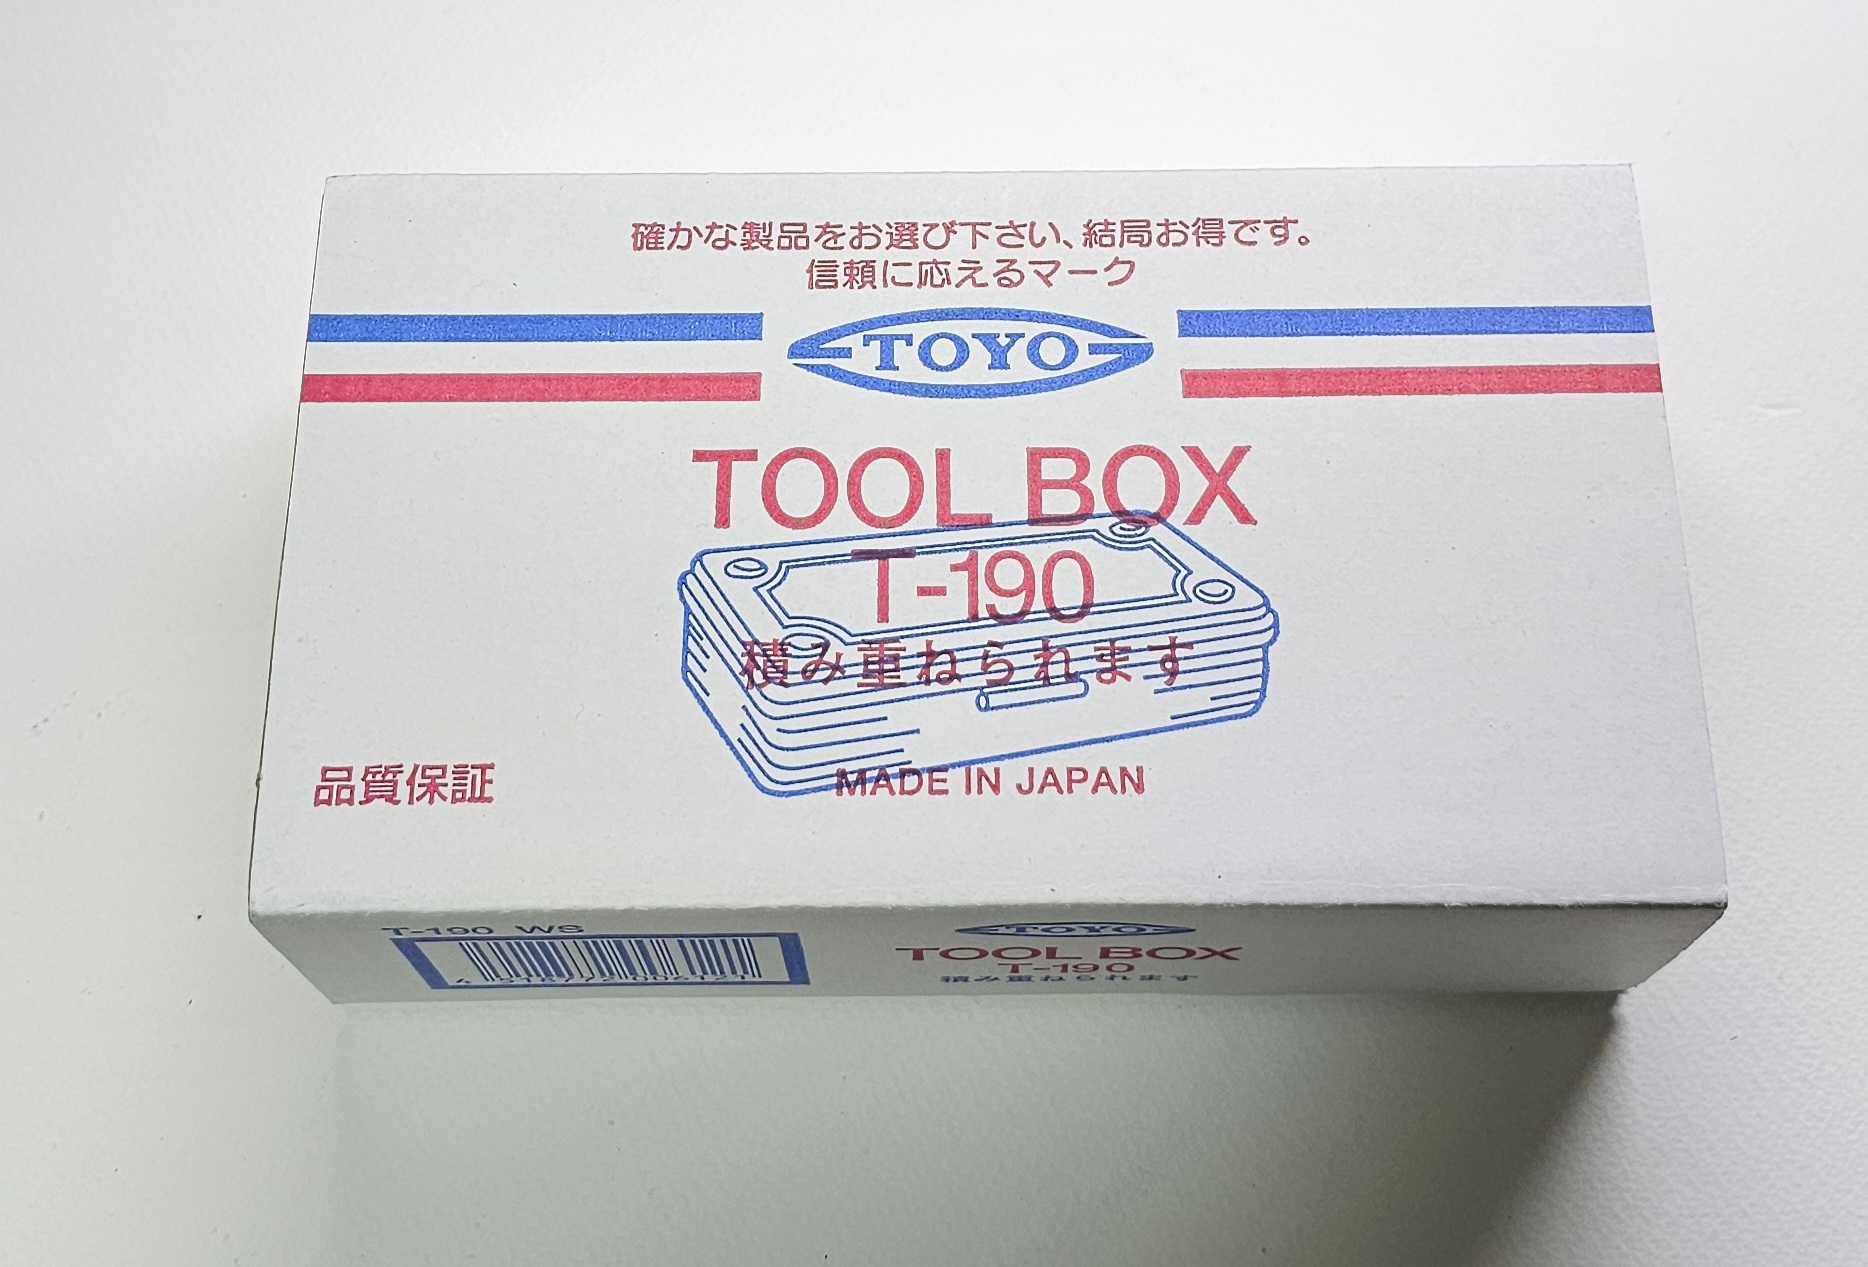 確かな製品をお選び下さい、結局お得です。
信頼に応えるマーク
TOYO
TOOL BOX
T-190
積み重ねられます
品質保証
MADE IN JAPAN
T-190 WS
4 918772 006121
TOYO
TOOL BOX
T-190
積み重ねられます